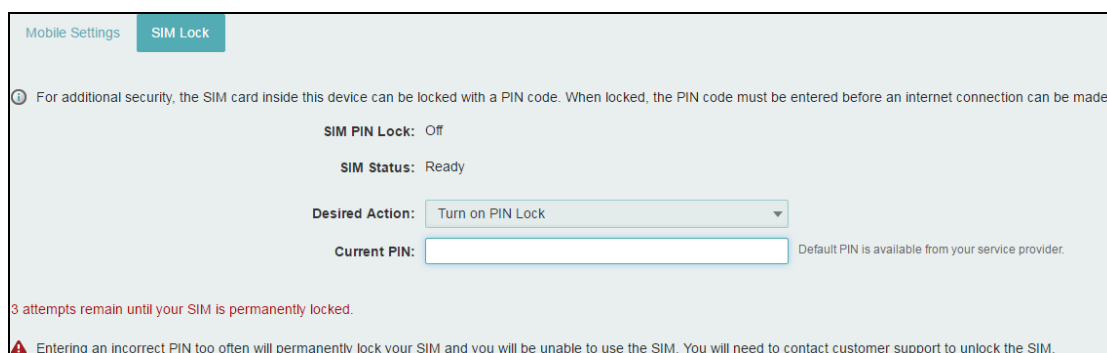 Mobile Settings
SIM Lock
For additional security, the SIM card inside this device can be locked with a PIN code. When locked, the PIN code must be entered before an internet connection can be made
SIM PIN Lock: Off
SIM Status: Ready
Desired Action: Turn on PIN Lock
Current PIN: Default PIN is available from your service provider.
3 attempts remain until your SIM is permanently locked.
Entering an incorrect PIN too often will permanently lock your SIM and you will be unable to use the SIM. You will need to contact customer support to unlock the SIM.